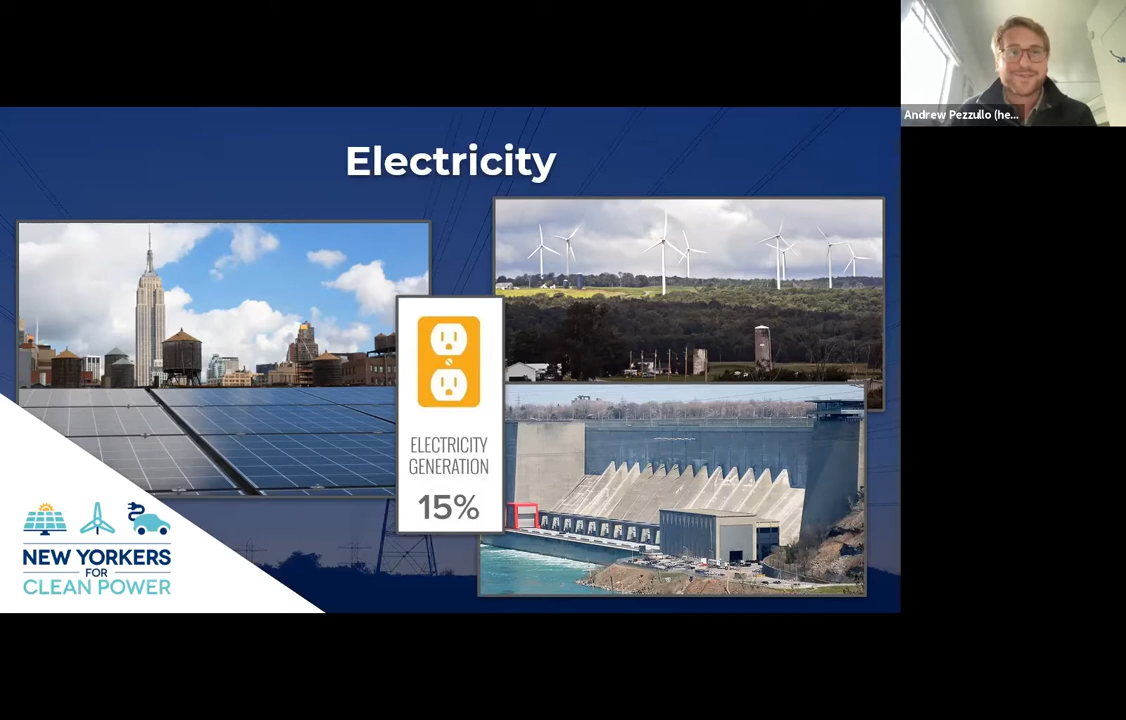 Electricity
Andrew Pezzullo (he...
ELECTRICITY
GENERATION
15%
NEW YORKERS
FOR
CLEAN POWER